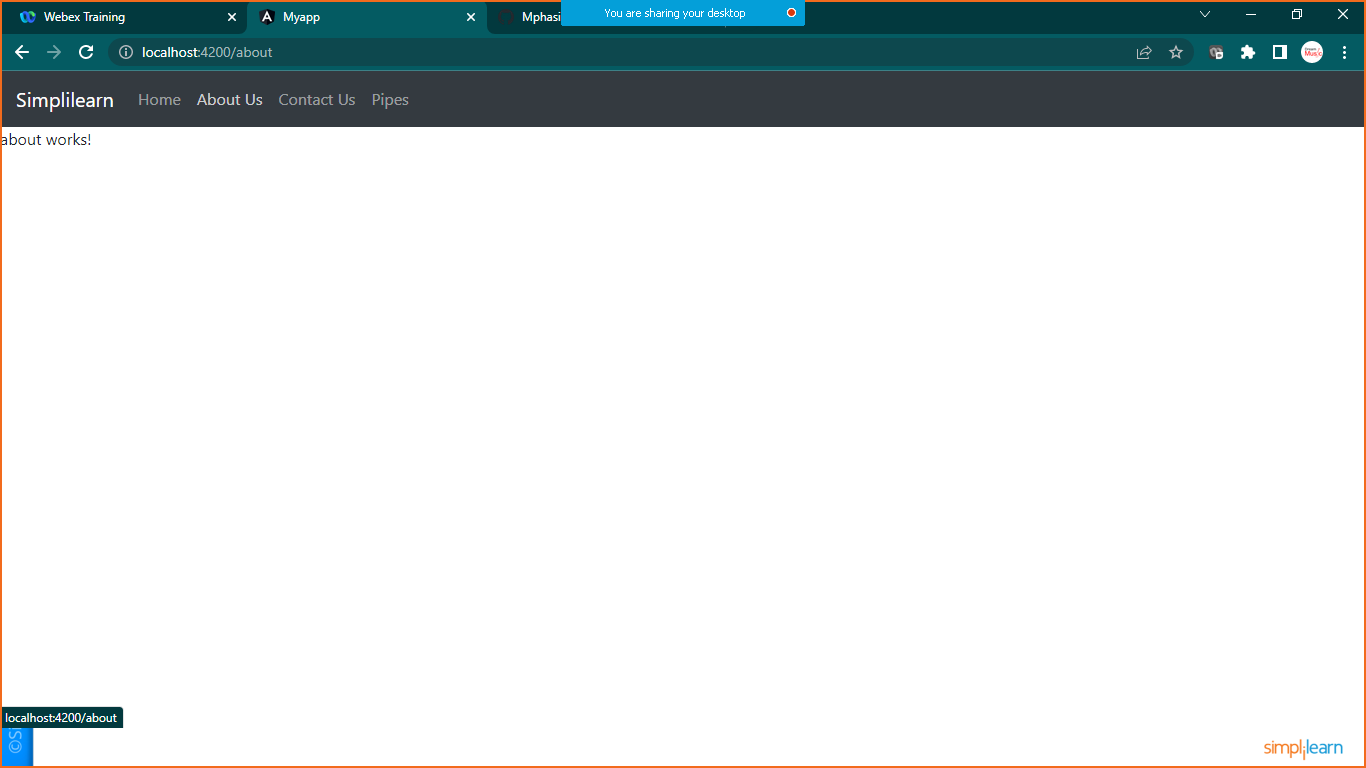 Webex Training
Myapp
Mphasi
You are sharing your desktop
localhost:4200/about
Simplilearn Home About Us Contact Us Pipes
about works!
localhost:4200/about
©Si
simplilearn